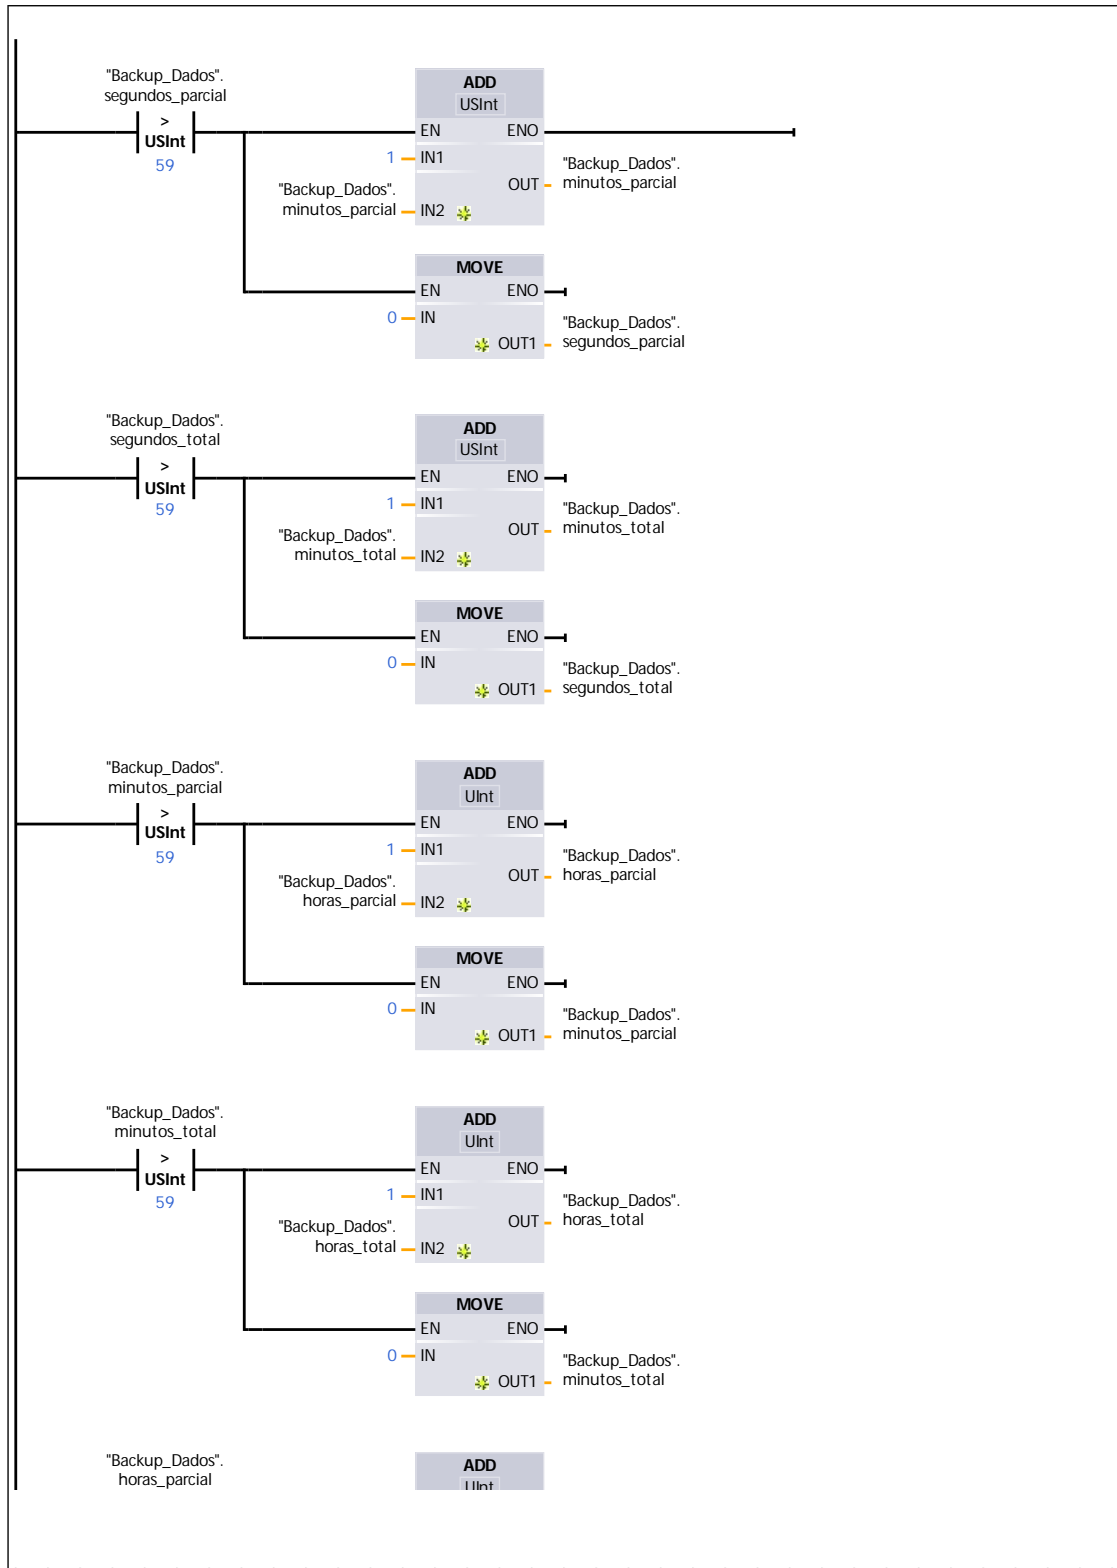 "Backup_Dados".
segundos_parcial
>
USInt
59
ADD
USInt
EN ENO
1 IN1
"Backup_Dados".
minutos_parcial IN2
OUT "Backup_Dados".
minutos_parcial
MOVE
EN ENO
0 IN
OUT1 "Backup_Dados".
segundos_parcial
"Backup_Dados".
segundos_total
>
USInt
59
ADD
USInt
EN ENO
1 IN1
"Backup_Dados".
minutos_total IN2
OUT "Backup_Dados".
minutos_total
MOVE
EN ENO
0 IN
OUT1 "Backup_Dados".
segundos_total
"Backup_Dados".
minutos_parcial
>
USInt
59
ADD
UInt
EN ENO
1 IN1
"Backup_Dados".
horas_parcial IN2
OUT "Backup_Dados".
horas_parcial
MOVE
EN ENO
0 IN
OUT1 "Backup_Dados".
minutos_parcial
"Backup_Dados".
minutos_total
>
USInt
59
ADD
UInt
EN ENO
1 IN1
"Backup_Dados".
horas_total IN2
OUT "Backup_Dados".
horas_total
MOVE
EN ENO
0 IN
OUT1 "Backup_Dados".
minutos_total
"Backup_Dados".
horas_parcial
ADD
UInt